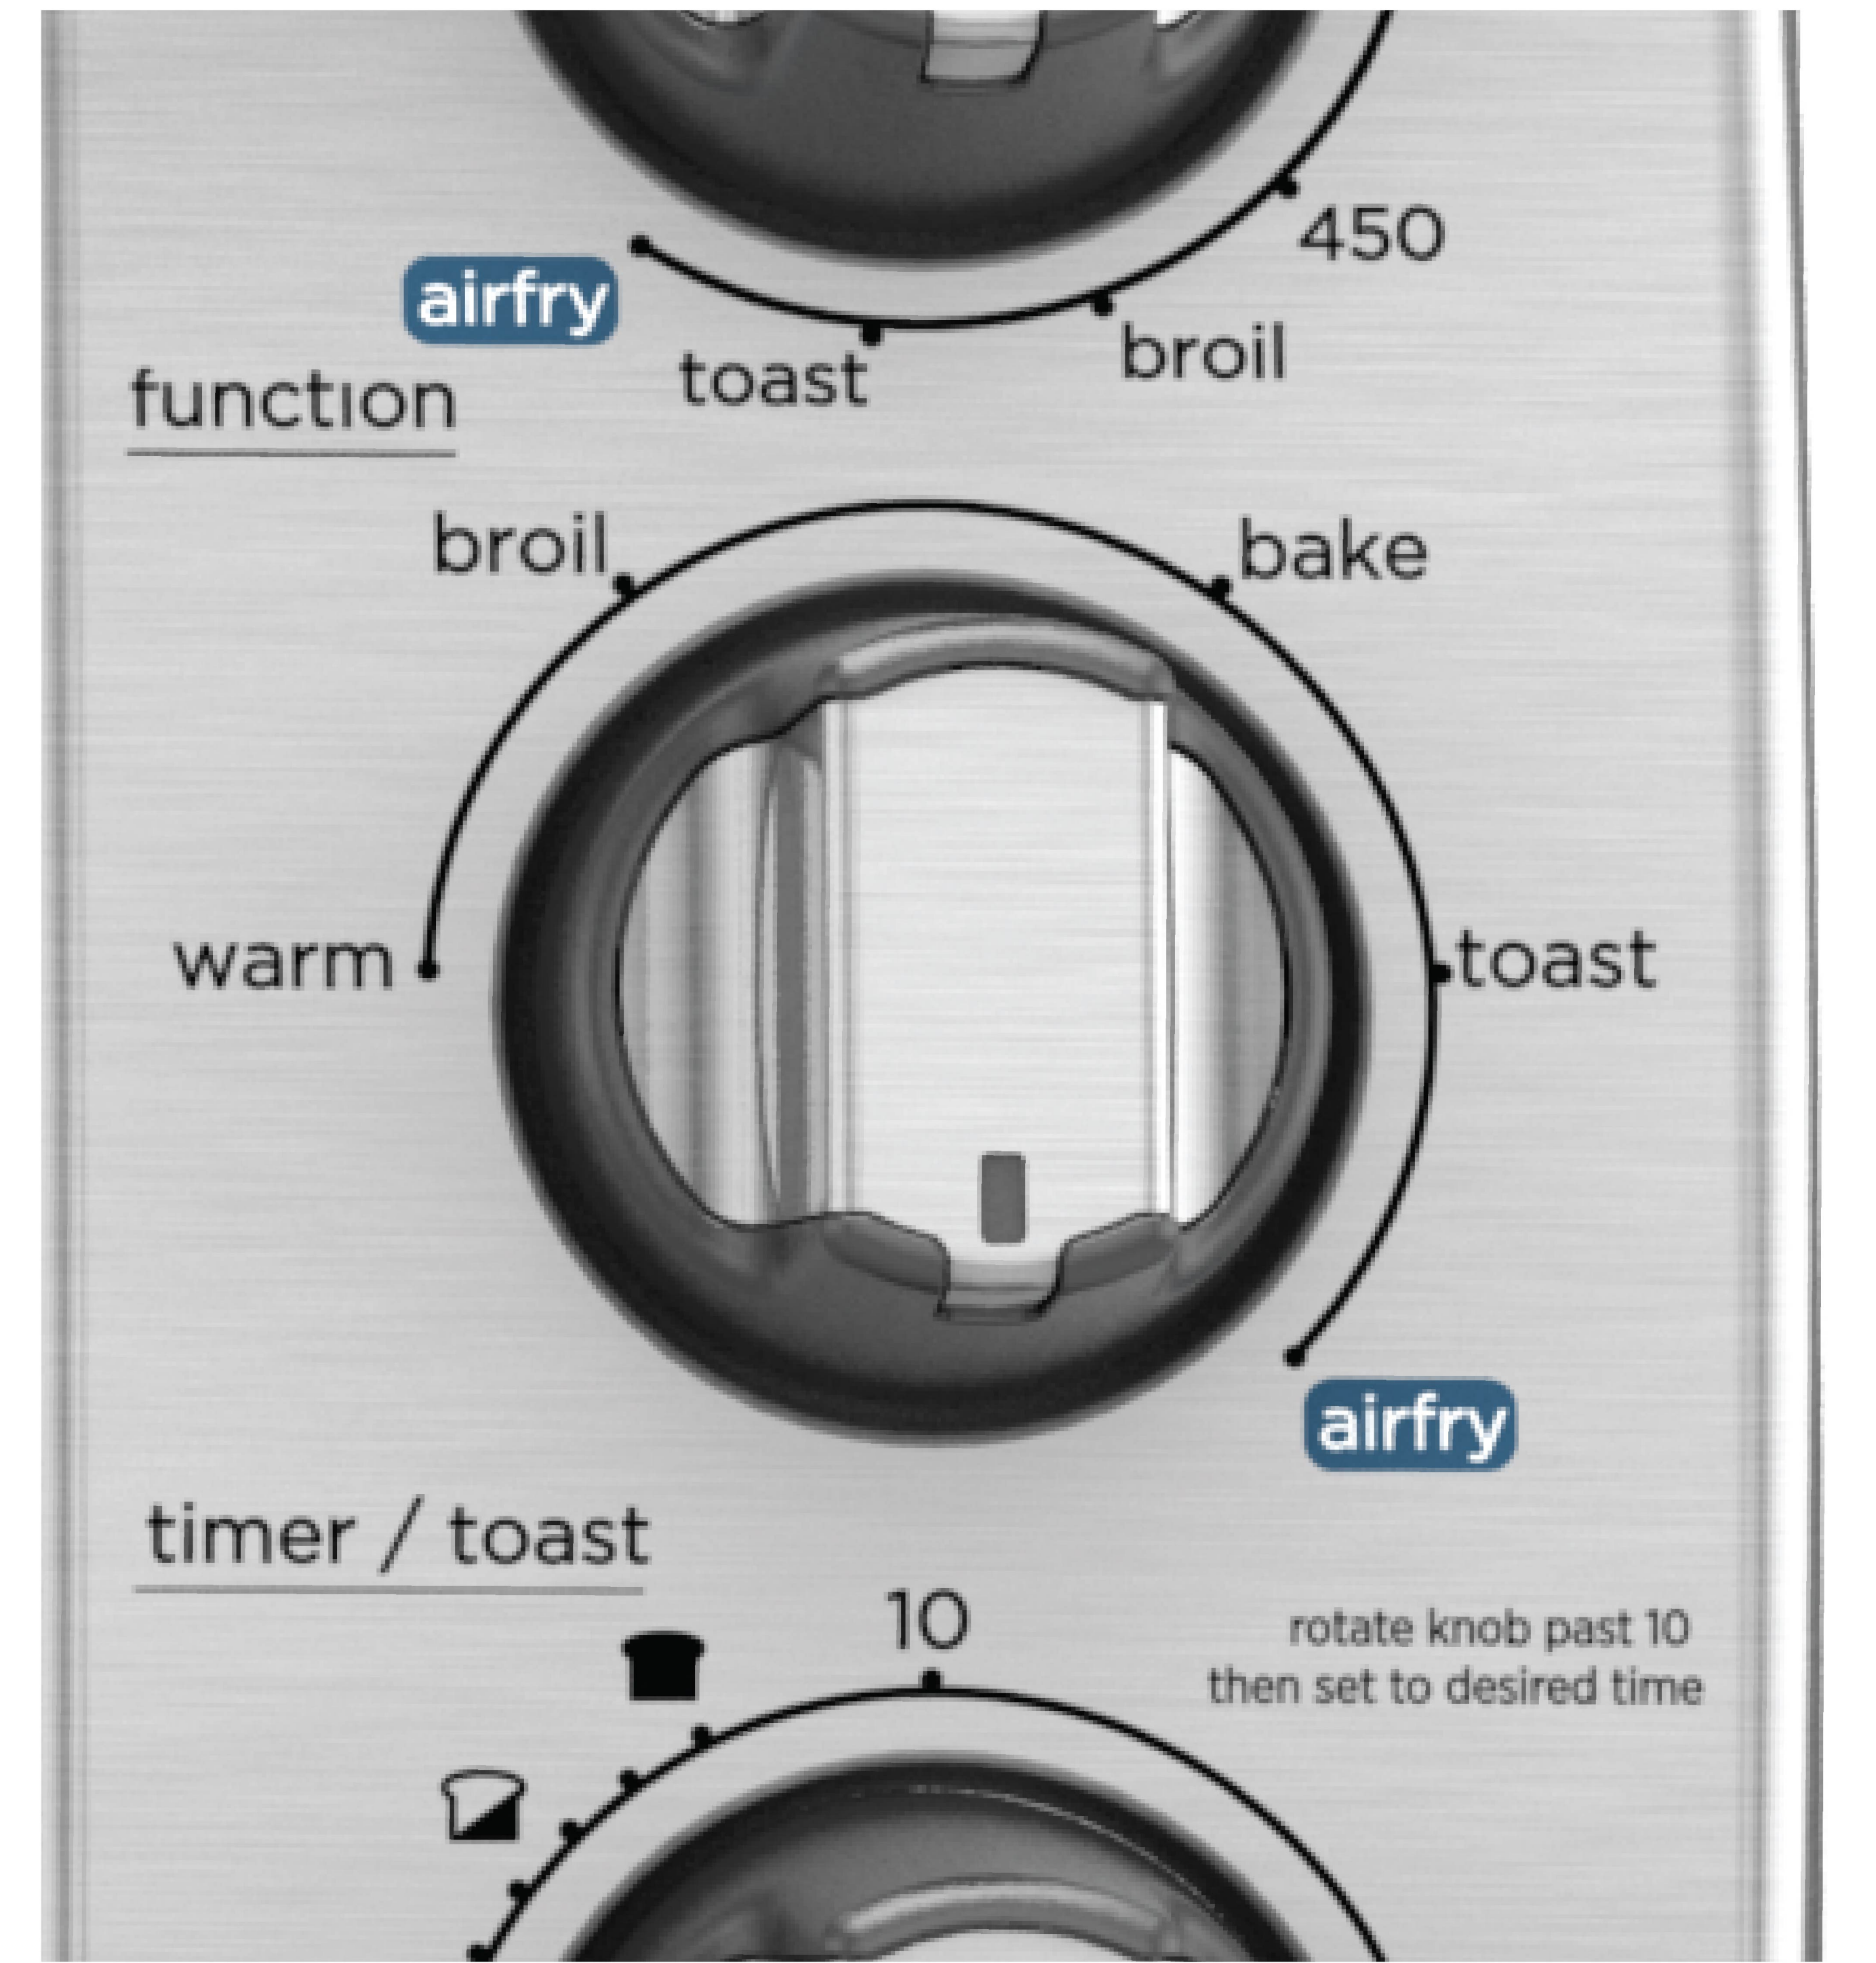 450
airfry
broil
toast
function
broil
bake
warm
toast
airfry
timer / toast
10
rotate knob past 10
then set to desired time